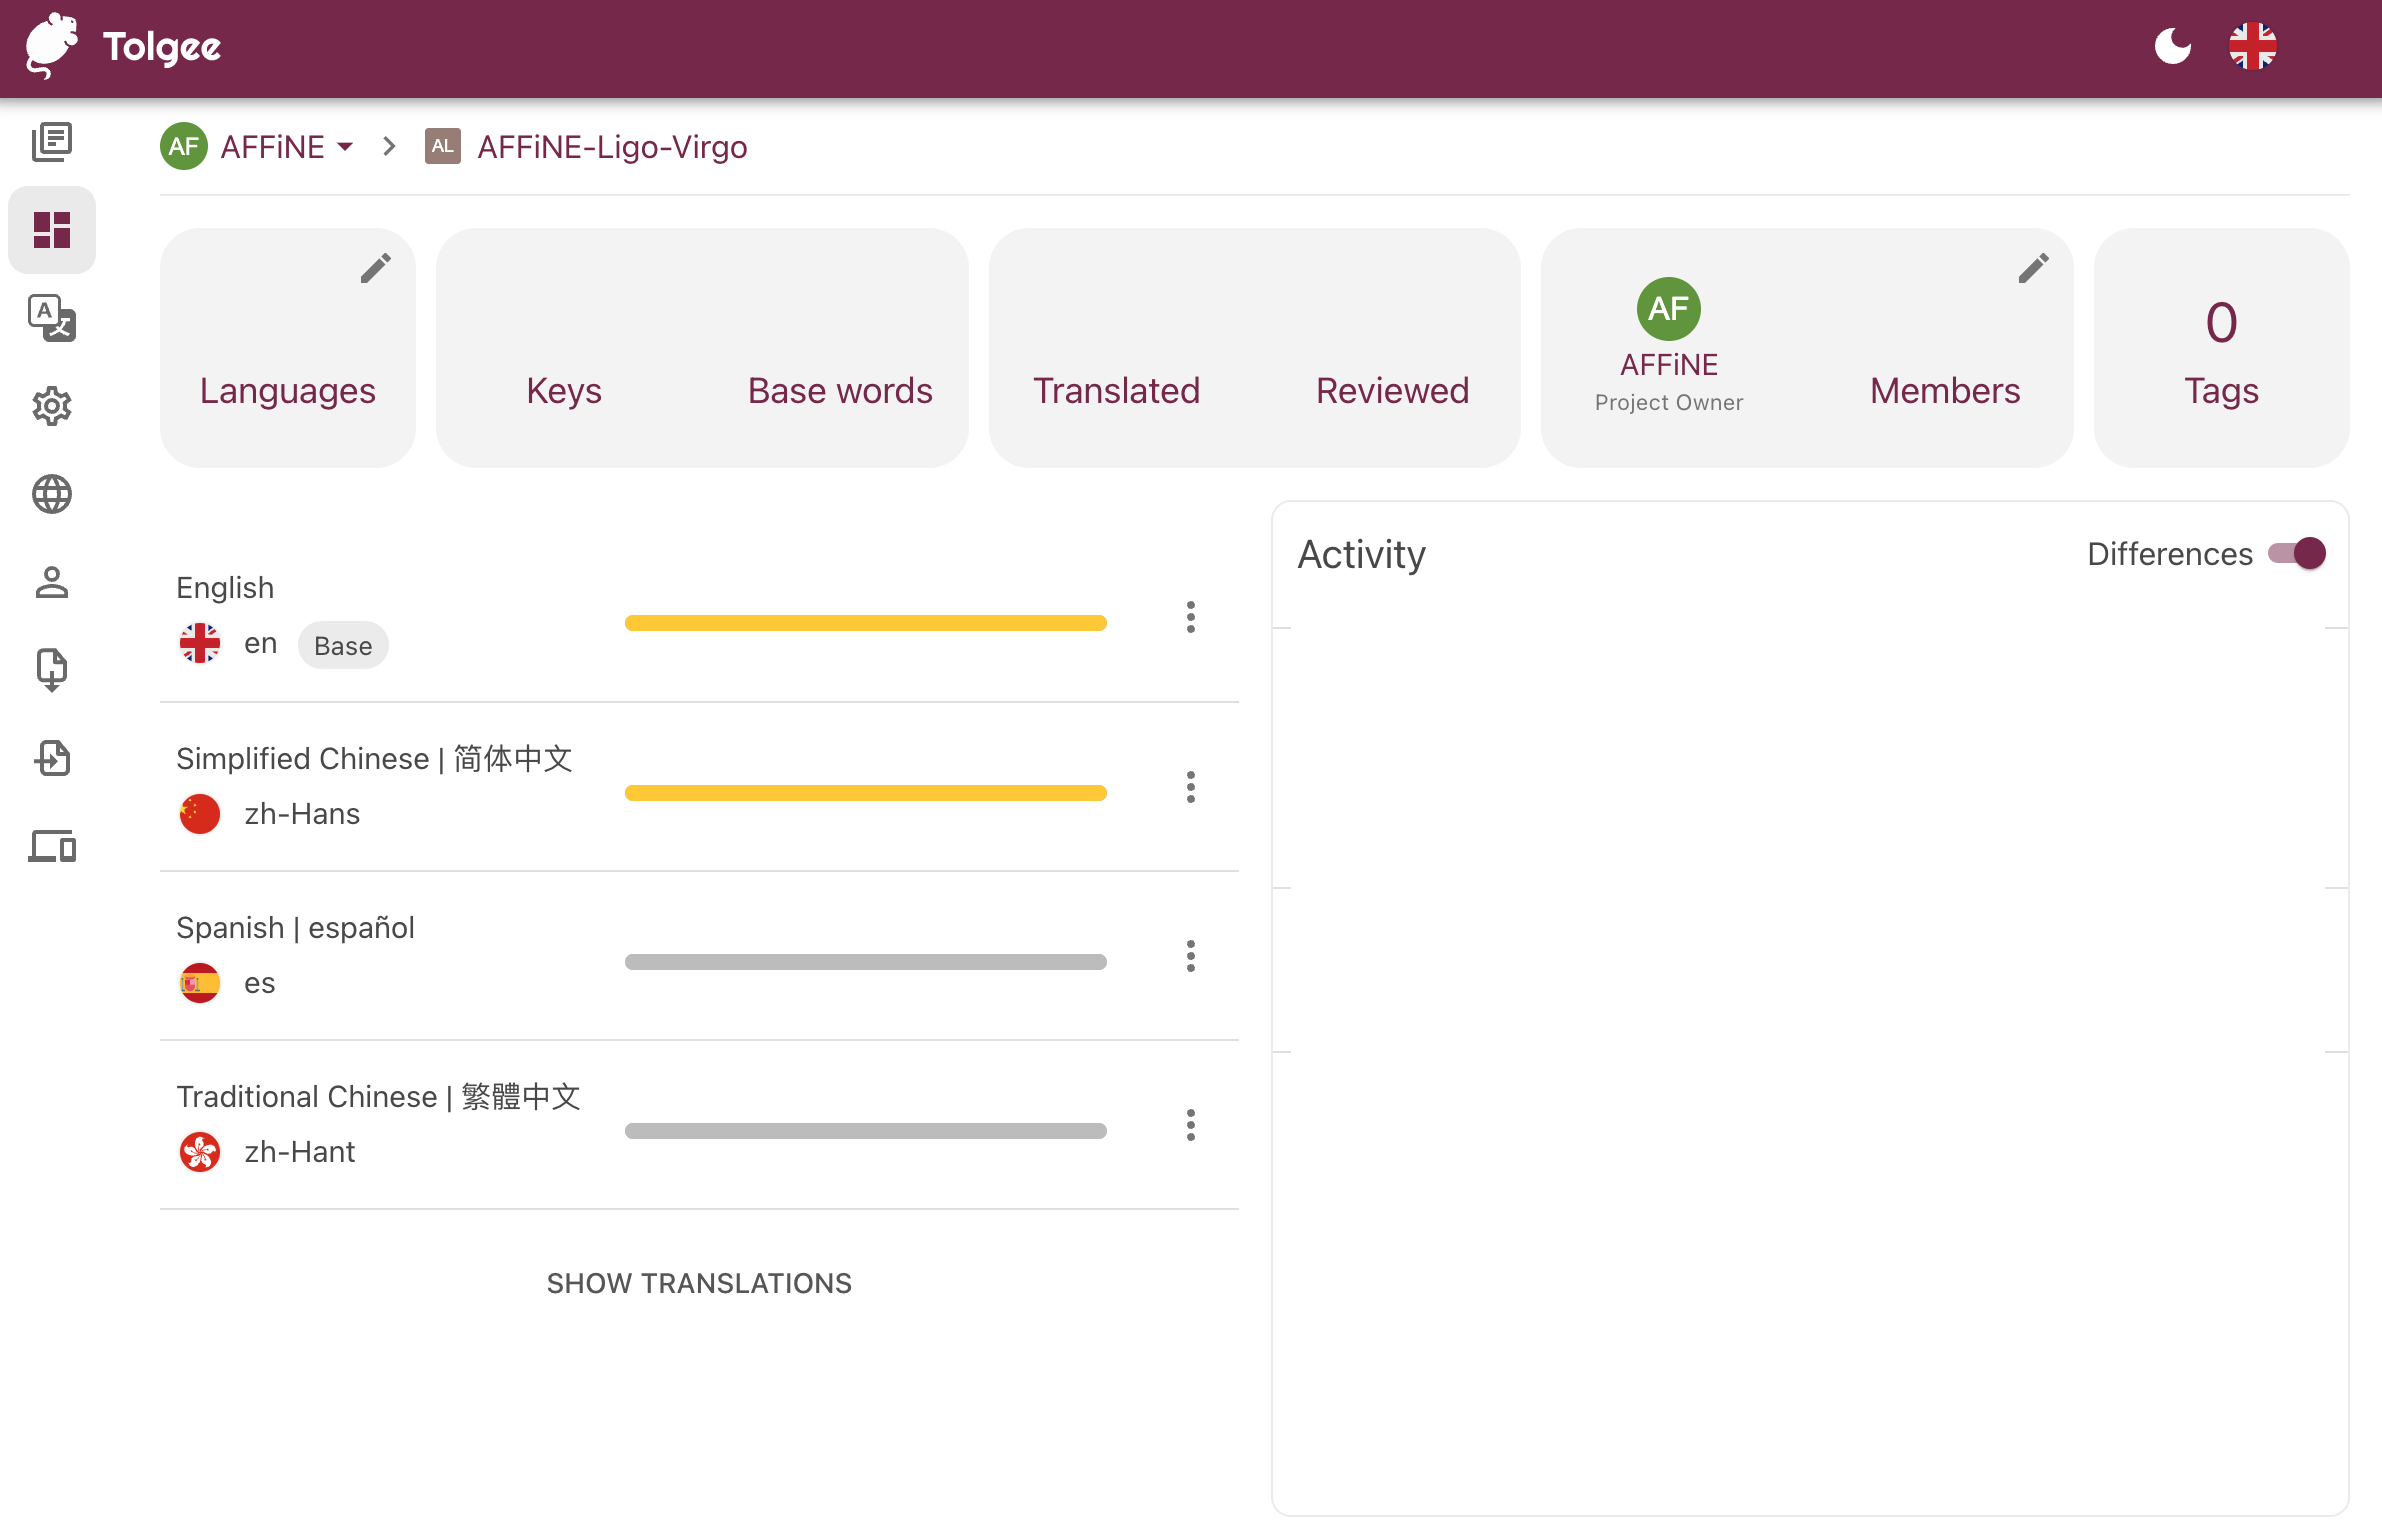 Tolgee
AF AFFiNE AL AFFiNE-Ligo-Virgo
Languages
Keys
Base words
Translated
Reviewed
AF
AFFiNE
Project Owner
Members
0
Tags
English
en Base
Simplified Chinese | 简体中文
zh-Hans
Spanish | español
es
Traditional Chinese | 繁體中文
zh-Hant
SHOW TRANSLATIONS
Activity
Differences